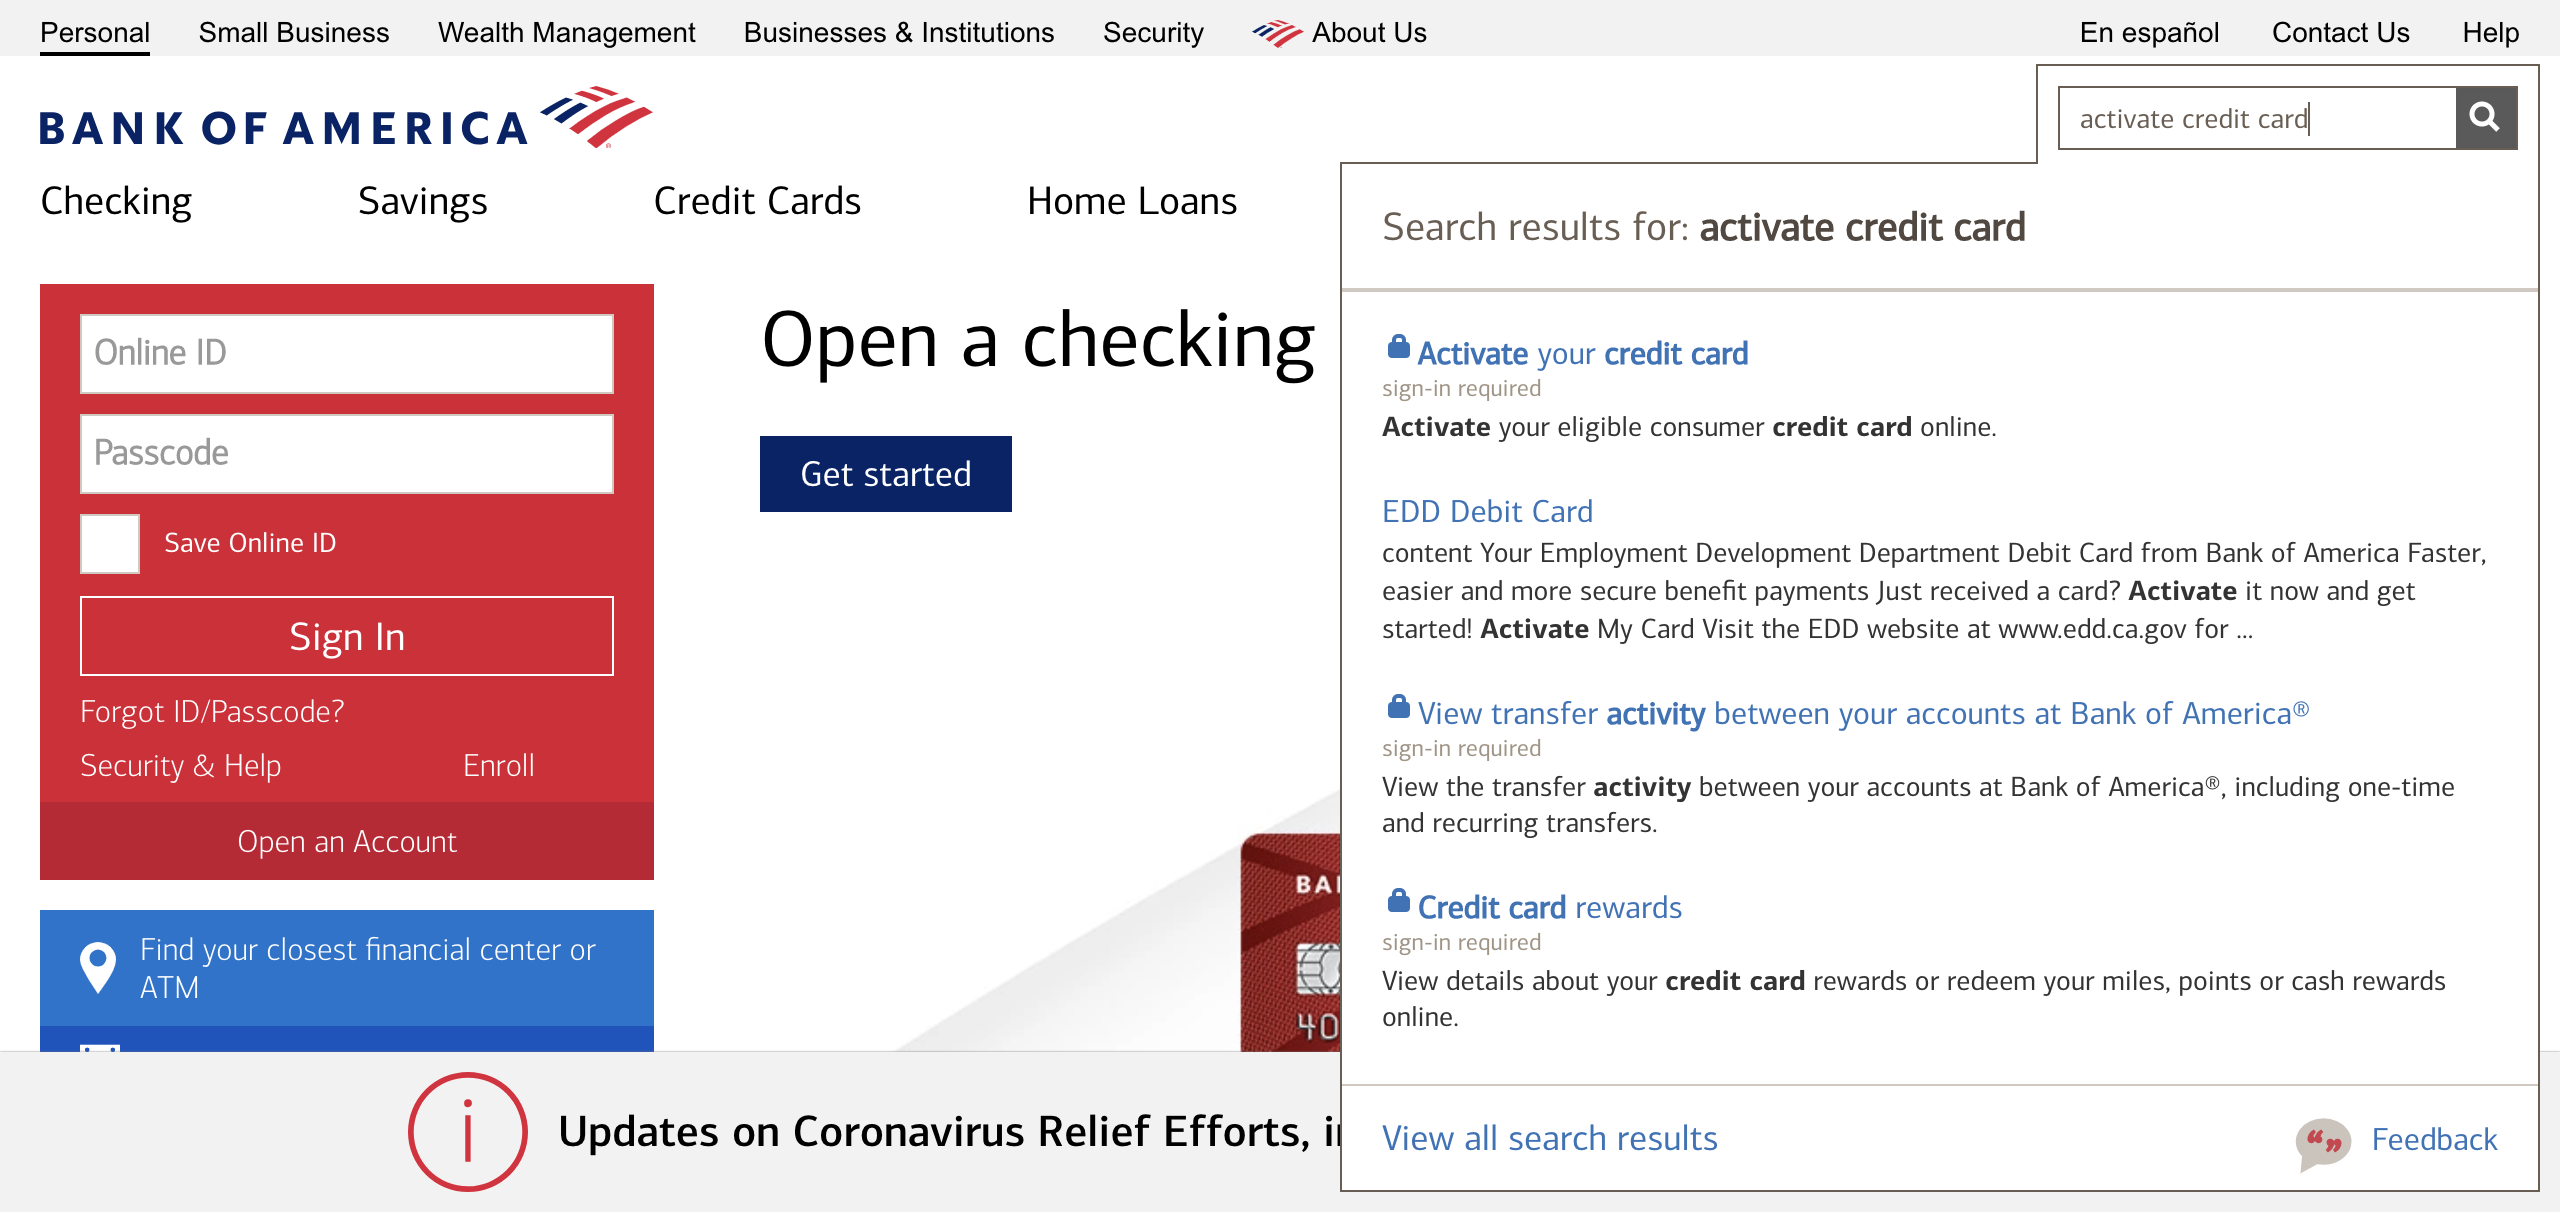 Personal Small Business Wealth Management Businesses & Institutions Security About Us En español Contact Us Help
BANK OF AMERICA
activate credit card
Checking Savings Credit Cards Home Loans
Search results for: activate credit card
Online ID
Passcode
Save Online ID
Sign In
Forgot ID/Passcode?
Security & Help Enroll
Open an Account
Find your closest financial center or
ATM
Open a checking
Get started
BA
40
Activate your credit card
sign-in required
Activate your eligible consumer credit card online.
EDD Debit Card
content Your Employment Development Department Debit Card from Bank of America Faster,
easier and more secure benefit payments Just received a card? Activate it now and get
started! Activate My Card Visit the EDD website at www.edd.ca.gov for ...
View transfer activity between your accounts at Bank of America®
sign-in required
View the transfer activity between your accounts at Bank of America®, including one-time
and recurring transfers.
Credit card rewards
sign-in required
View details about your credit card rewards or redeem your miles, points or cash rewards
online.
View all search results
Feedback
Updates on Coronavirus Relief Efforts,